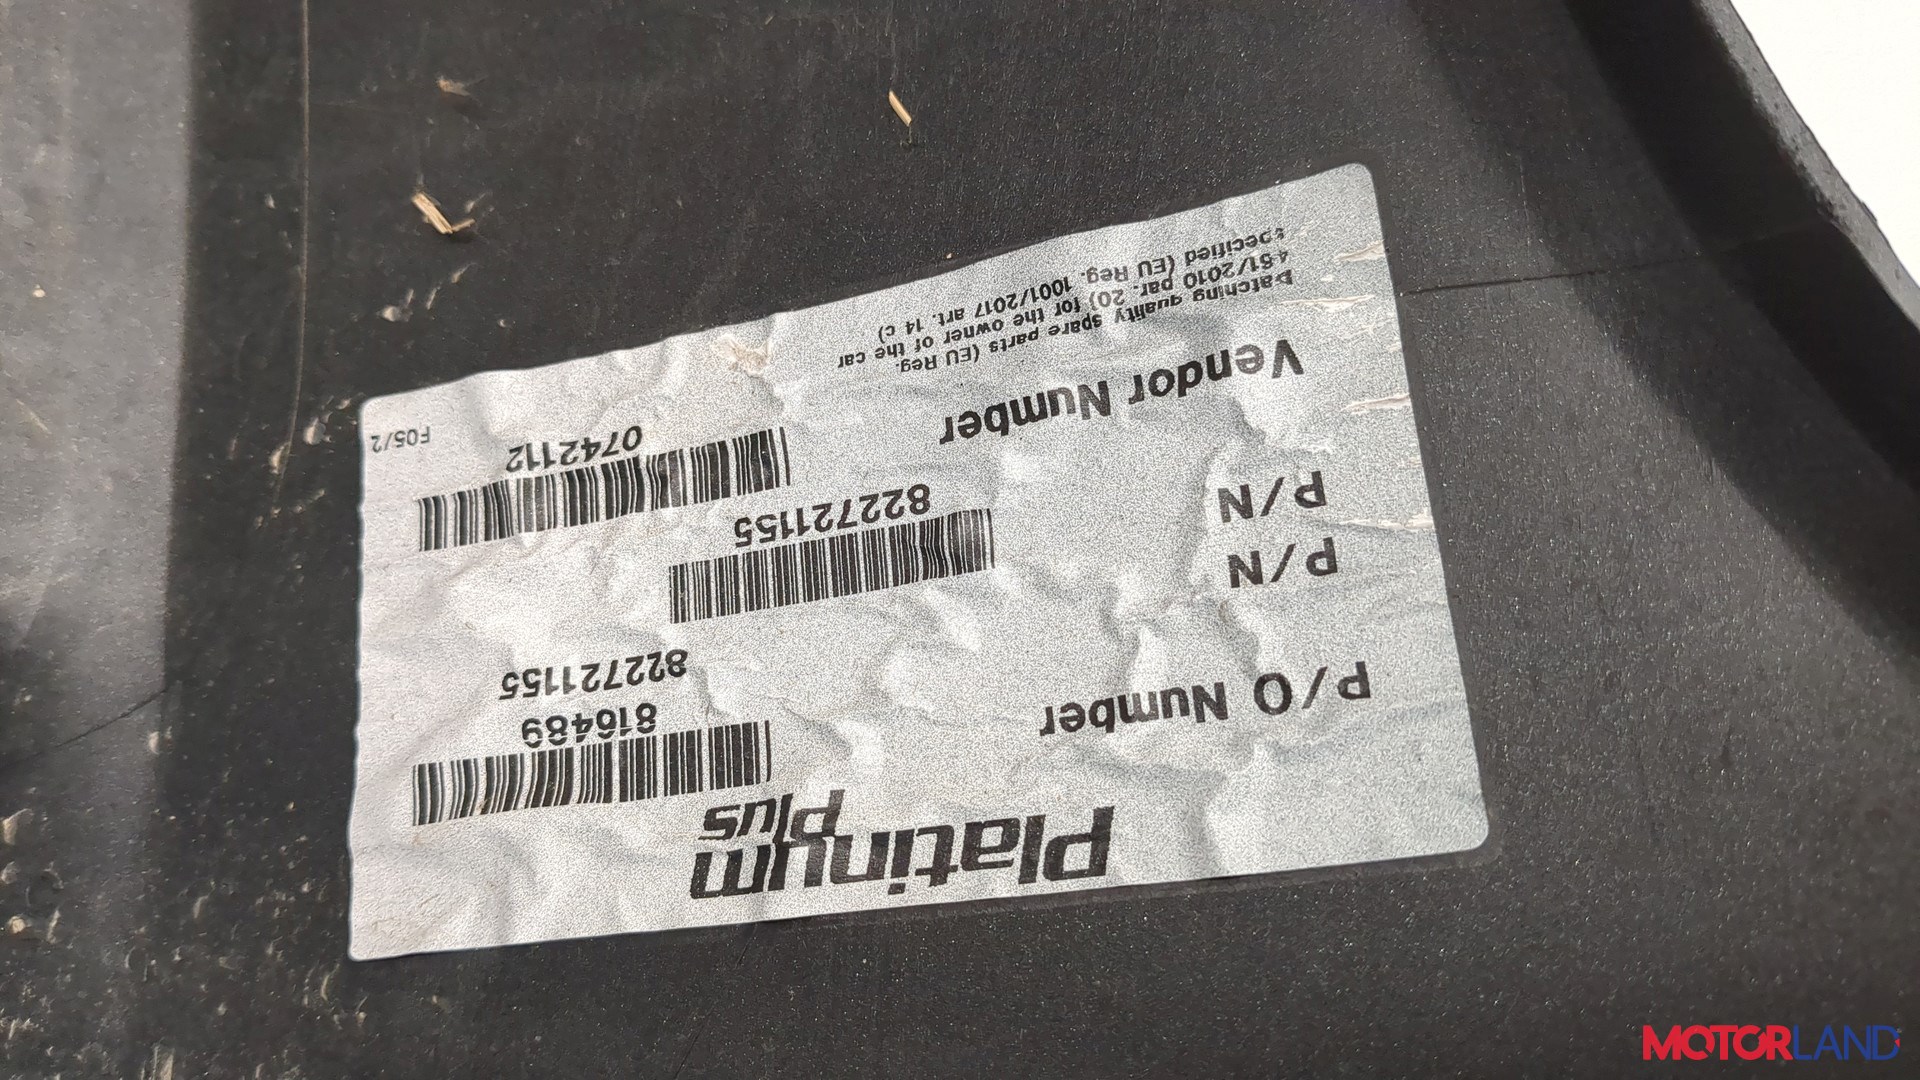 Platinum
Plus
P/O Number 816489
P/N 822721155
P/N 822721155
Vendor Number 0742112
Matching quality spare parts (EU Reg.
461/2010 par. 20) for the owner of the car
specified (EU Reg. 1001/2017 art. 14 c)
F05/2
MOTORLAND